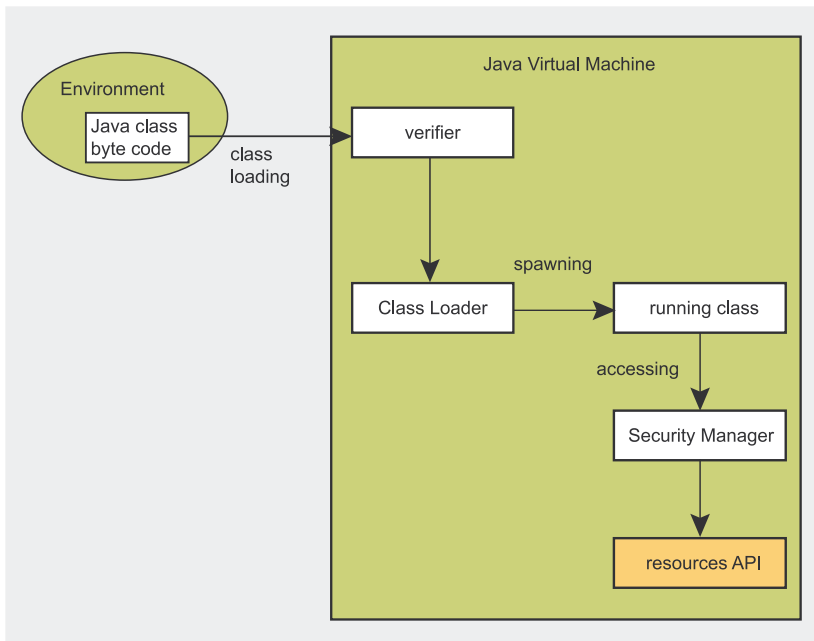 Java Virtual Machine
Environment
Java class
byte code
class
loading
verifier
spawning
Class Loader
running class
accessing
Security Manager
resources API